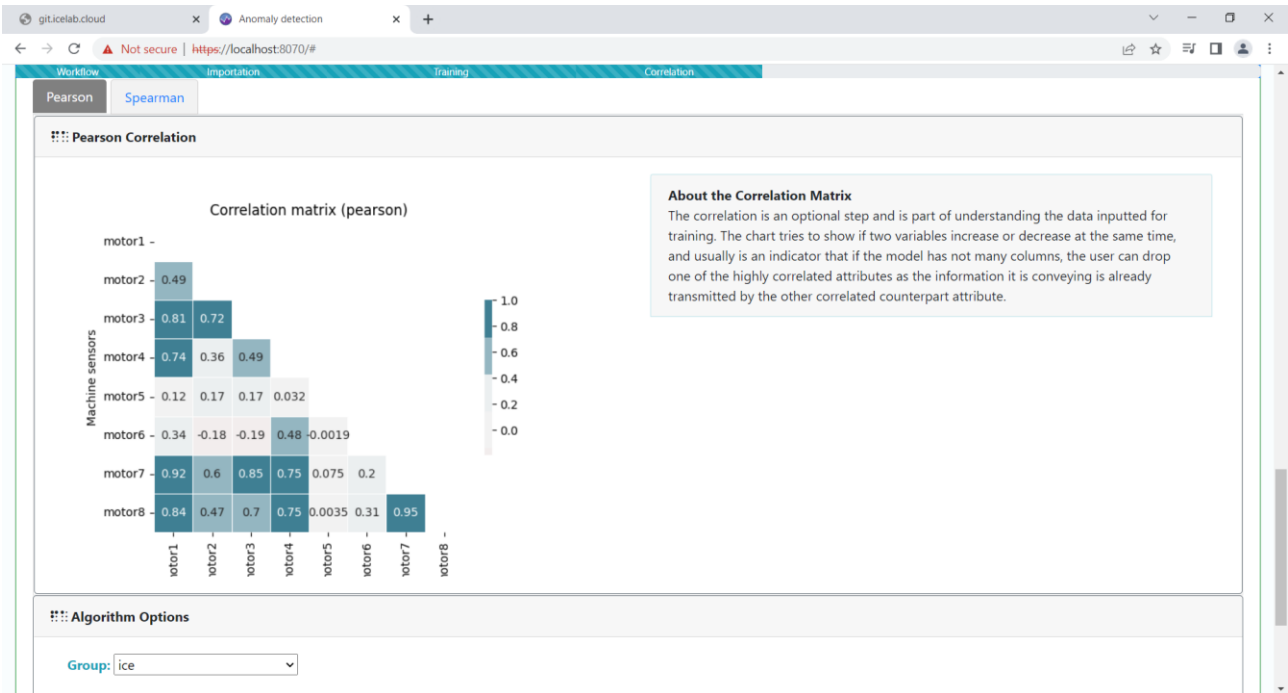 git.icelab.cloud
Anomaly detection
Not secure | https://localhost:8070/#
Workflow Importation Training Correlation
Pearson Spearman
Pearson Correlation
Correlation matrix (pearson)
motor1
motor2 0.49
motor3 0.81 0.72
motor4 0.74 0.36 0.49
motor5 0.12 0.17 0.17 0.032
motor6 0.34 -0.18 -0.19 0.48 -0.0019
motor7 0.92 0.6 0.85 0.75 0.075 0.2
motor8 0.84 0.47 0.7 0.75 0.0035 0.31 0.95
Machine sensors
otor1 otor2 otor3 otor4 otor5 otor6 otor7 otor8
1.0
0.8
0.6
0.4
0.2
0.0
About the Correlation Matrix
The correlation is an optional step and is part of understanding the data inputted for
training. The chart tries to show if two variables increase or decrease at the same time,
and usually is an indicator that if the model has not many columns, the user can drop
one of the highly correlated attributes as the information it is conveying is already
transmitted by the other correlated counterpart attribute.
Algorithm Options
Group: ice